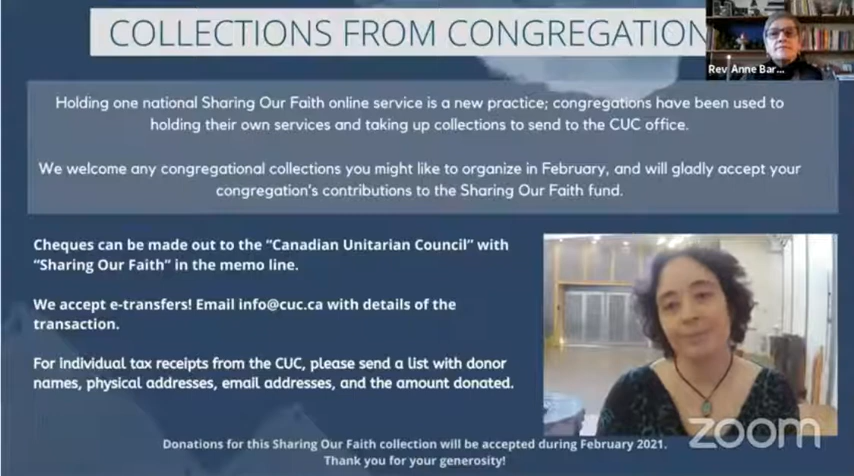 COLLECTIONS FROM CONGREGATION
Rev Anne Bar...
Holding one national Sharing Our Faith online service is a new practice; congregations have been used to
holding their own services and taking up collections to send to the CUC office.
We welcome any congregational collections you might like to organize in February, and will gladly accept your
congregation's contributions to the Sharing Our Faith fund.
Cheques can be made out to the “Canadian Unitarian Council” with
“Sharing Our Faith” in the memo line.
We accept e-transfers! Email info@cuc.ca with details of the
transaction.
For individual tax receipts from the CUC, please send a list with donor
names, physical addresses, email addresses, and the amount donated.
zoom
Donations for this Sharing Our Faith collection will be accepted during February 2021.
Thank you for your generosity!